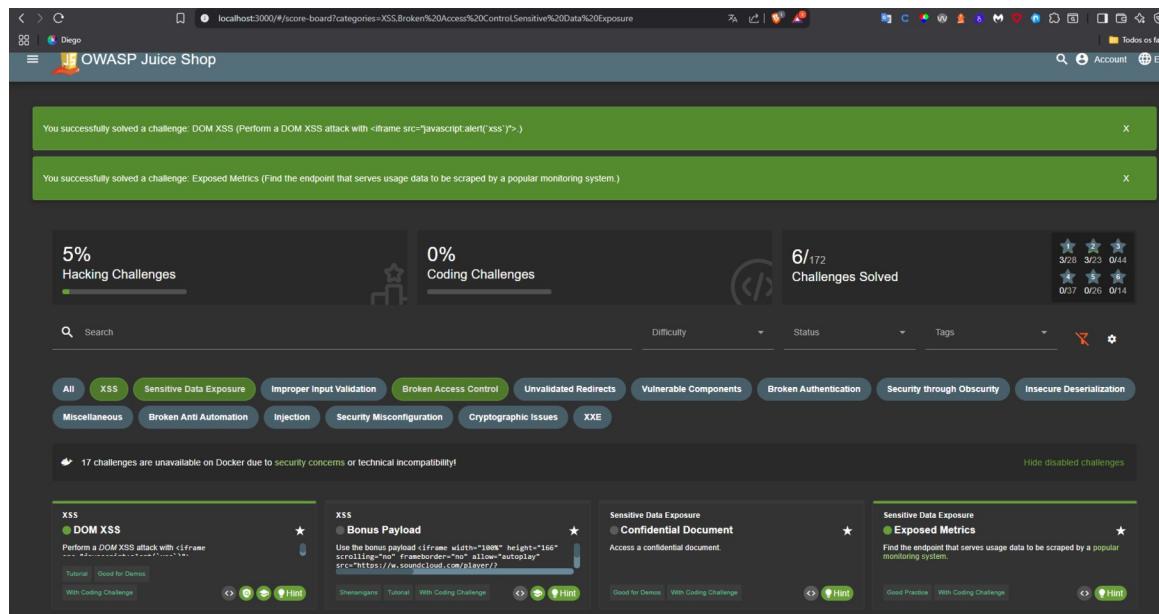 localhost:3000/#/score-board?categories=XSS,Broken%20Access%20Control,Sensitive%20Data%20Exposure
Diego
Todos os fa
OWASP Juice Shop
Account
E
You successfully solved a challenge: DOM XSS (Perform a DOM XSS attack with <iframe src="javascript:alert(`xss`)">.)
X
You successfully solved a challenge: Exposed Metrics (Find the endpoint that serves usage data to be scraped by a popular monitoring system.)
X
5%
Hacking Challenges
0%
Coding Challenges
6/172
Challenges Solved
1 2 3
3/28 3/23 0/44
4 5 6
0/37 0/26 0/14
Search
Difficulty
Status
Tags
All XSS Sensitive Data Exposure Improper Input Validation Broken Access Control Unvalidated Redirects Vulnerable Components Broken Authentication Security through Obscurity Insecure Deserialization
Miscellaneous Broken Anti Automation Injection Security Misconfiguration Cryptographic Issues XXE
17 challenges are unavailable on Docker due to security concerns or technical incompatibility!
Hide disabled challenges
XSS
DOM XSS
Perform a DOM XSS attack with <iframe
Tutorial Good for Demos
With Coding Challenge
Hint
XSS
Bonus Payload
Use the bonus payload <iframe width="100%" height="166"
scrolling="no" frameborder="no" allow="autoplay"
src="https://w.soundcloud.com/player/?
Shenanigans Tutorial With Coding Challenge
Hint
Sensitive Data Exposure
Confidential Document
Access a confidential document.
Good for Demos With Coding Challenge
Hint
Sensitive Data Exposure
Exposed Metrics
Find the endpoint that serves usage data to be scraped by a popular
monitoring system.
Good Practice With Coding Challenge
Hint